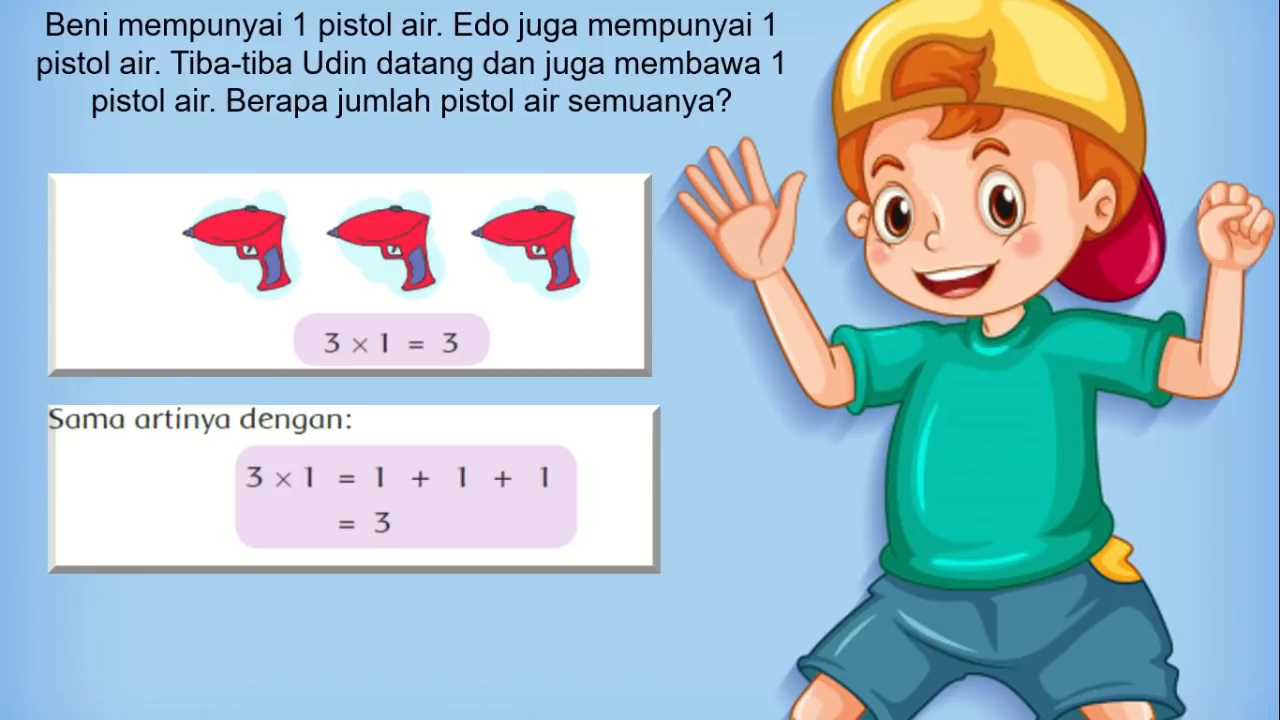 Beni mempunyai 1 pistol air. Edo juga mempunyai 1
pistol air. Tiba-tiba Udin datang dan juga membawa 1
pistol air. Berapa jumlah pistol air semuanya?
3 × 1 = 3
Sama artinya dengan:
3 × 1 = 1 + 1 + 1
= 3